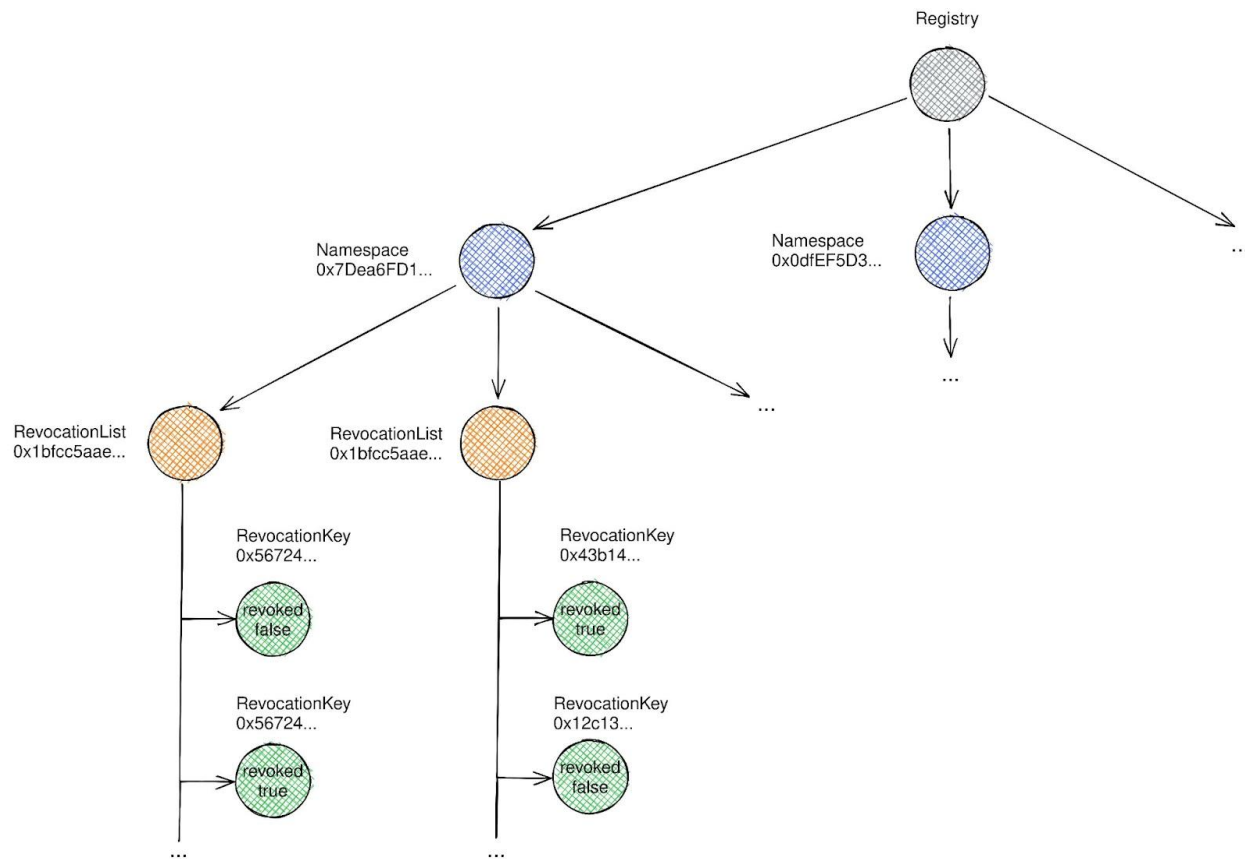 Registry
Namespace
0x7Dea6FD1...
Namespace
0x0dfEF5D3...
..
...
...
RevocationList
0x1bfcc5aae...
RevocationList
0x1bfcc5aae...
RevocationKey
0x56724...
revoked
false
RevocationKey
0x43b14...
revoked
true
RevocationKey
0x56724...
revoked
true
RevocationKey
0x12c13...
revoked
false
...
...